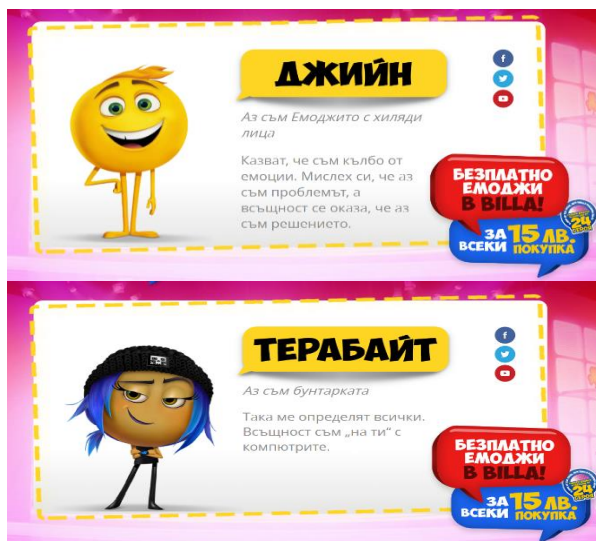 ДЖИЙН
Аз съм Емоджито с хиляди
лица
Казват, че съм кълбо от
емоции. Мислех си, че аз
съм проблемът, а
всъщност се оказа, че аз
съм решението.
БЕЗПЛАТНО
ЕМОДЖИ
В BILLA!
ЗА 15 ЛВ.
ВСЕКИ ПОКУПКА
24
ТЕРАБАЙТ
Аз съм бунтарката
Така ме определят всички.
Всъщност съм „на ти“ с
компютрите.
БЕЗПЛАТНО
ЕМОДЖИ
В BILLA!
ЗА 15 ЛВ.
ВСЕКИ ПОКУПКА
24